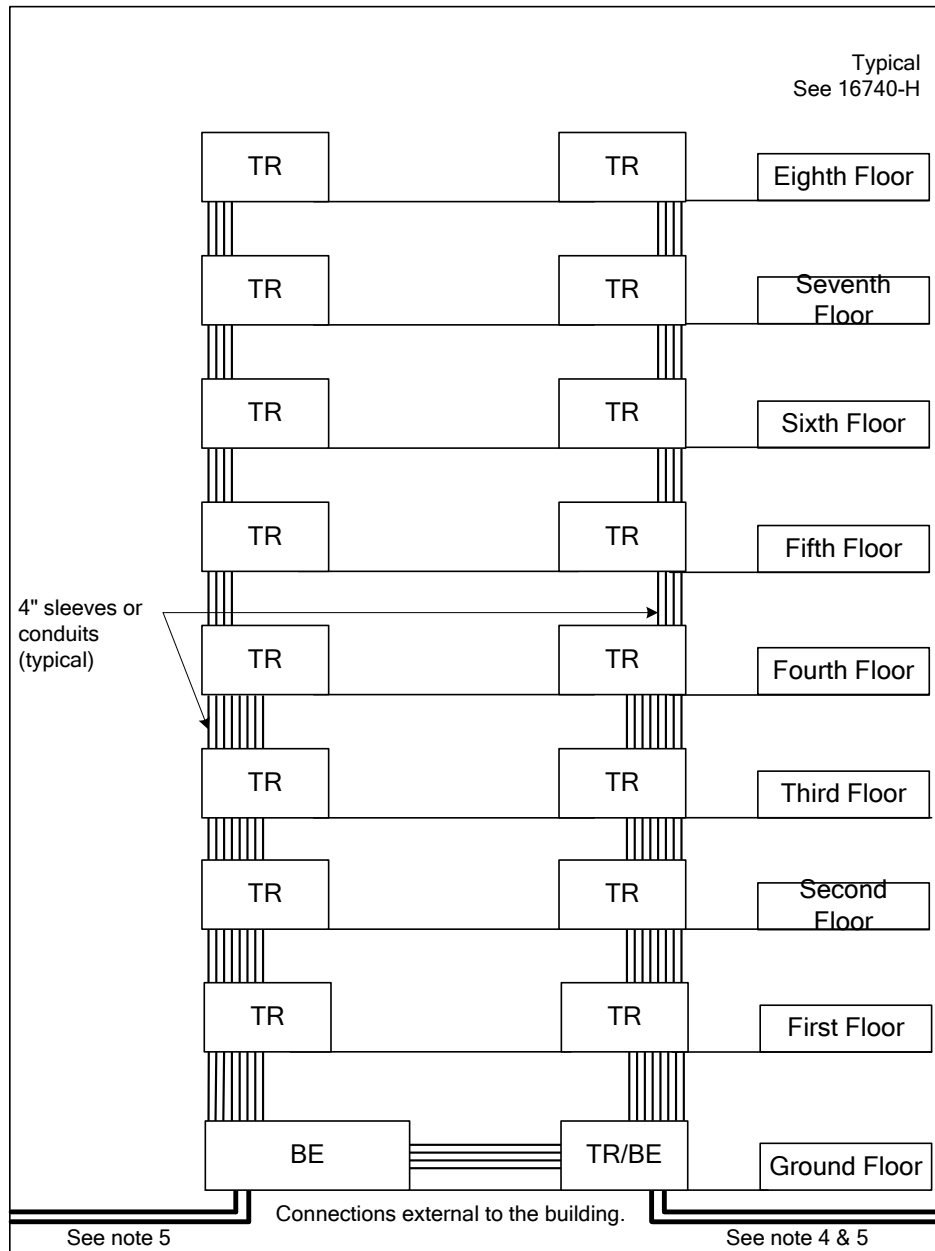 Typical
See 16740-H
TR
TR
Eighth Floor
TR
TR
Seventh
Floor
TR
TR
Sixth Floor
TR
TR
Fifth Floor
4" sleeves or
conduits
(typical)
TR
TR
Fourth Floor
TR
TR
Third Floor
TR
TR
Second
Floor
TR
TR
First Floor
BE
TR/BE
Ground Floor
Connections external to the building.
See note 5
See note 4 & 5